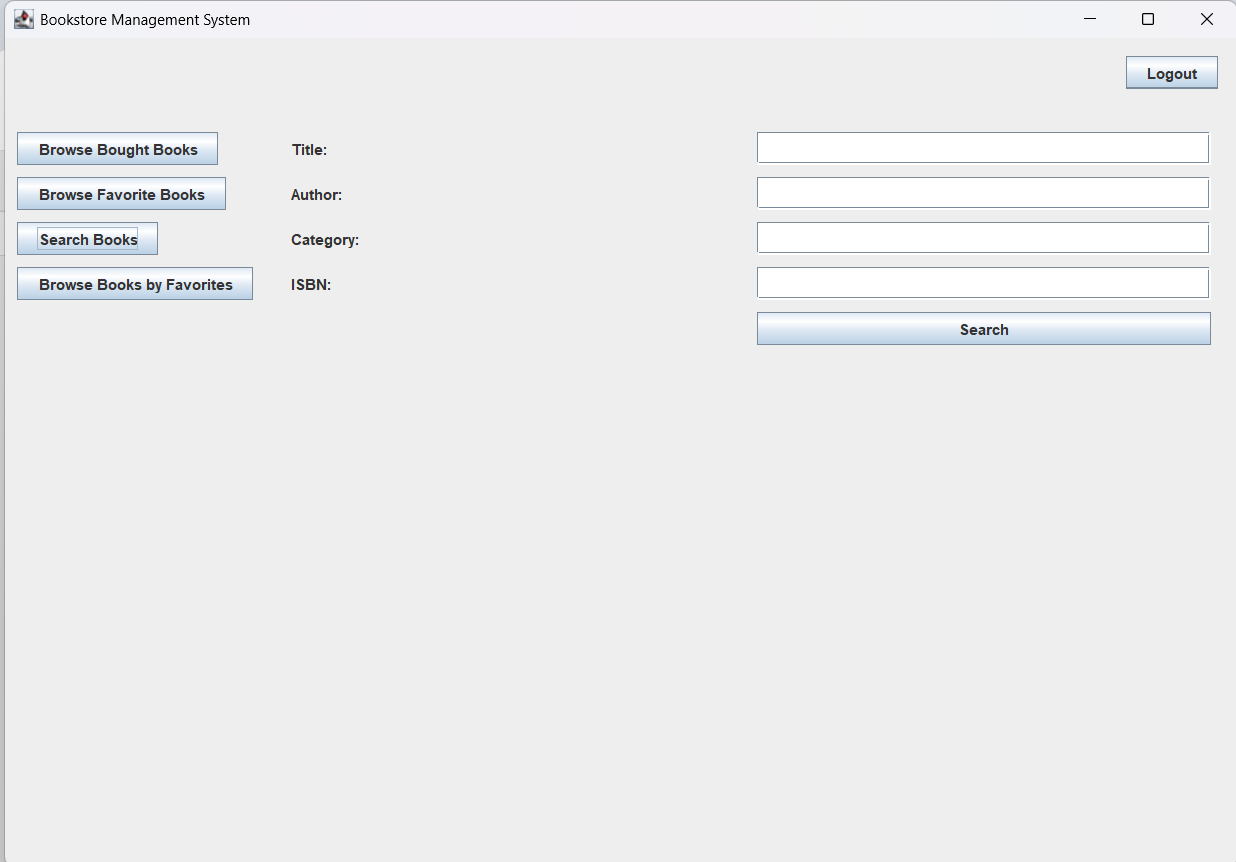 Bookstore Management System
Logout
Browse Bought Books
Title:
Browse Favorite Books
Author:
Search Books
Category:
Browse Books by Favorites
ISBN:
Search